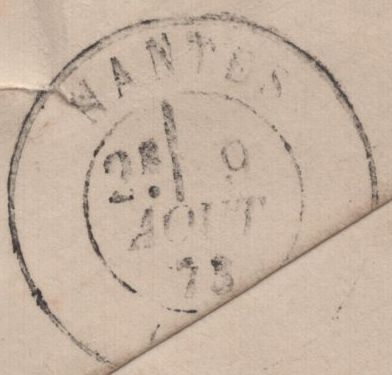 NANTES
2E/ 9
AOUT
73